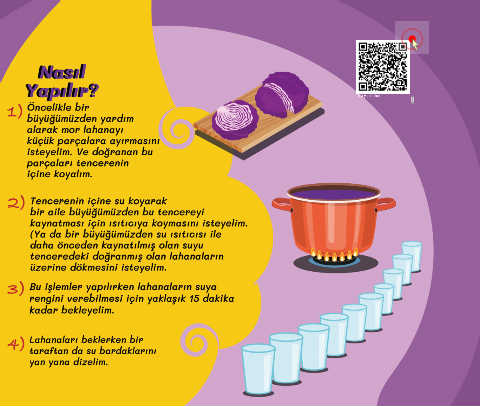 Nasıl
Yapılır?
1) Öncelikle bir
büyüğümüzden yardım
alarak mor lahanayı
küçük parçalara ayırmasını
isteyelim. Ve doğranan bu
parçaları tencerenin
içine koyalım.
2) Tencerenin içine su koyarak
bir aile büyüğümüzden bu tencereyi
kaynatması için ısıtıcıya koymasını isteyelim.
(Ya da bir büyüğümüzden su ısıtıcısı ile
daha önceden kaynatılmış olan suyu
tenceredeki doğranmış olan lahanaların
üzerine dökmesini isteyelim.
3) Bu işlemler yapılırken lahanaların suya
rengini verebilmesi için yaklaşık 15 dakika
kadar bekleyelim.
4) Lahanaları beklerken bir
taraftan da su bardaklarını
yan yana dizelim.